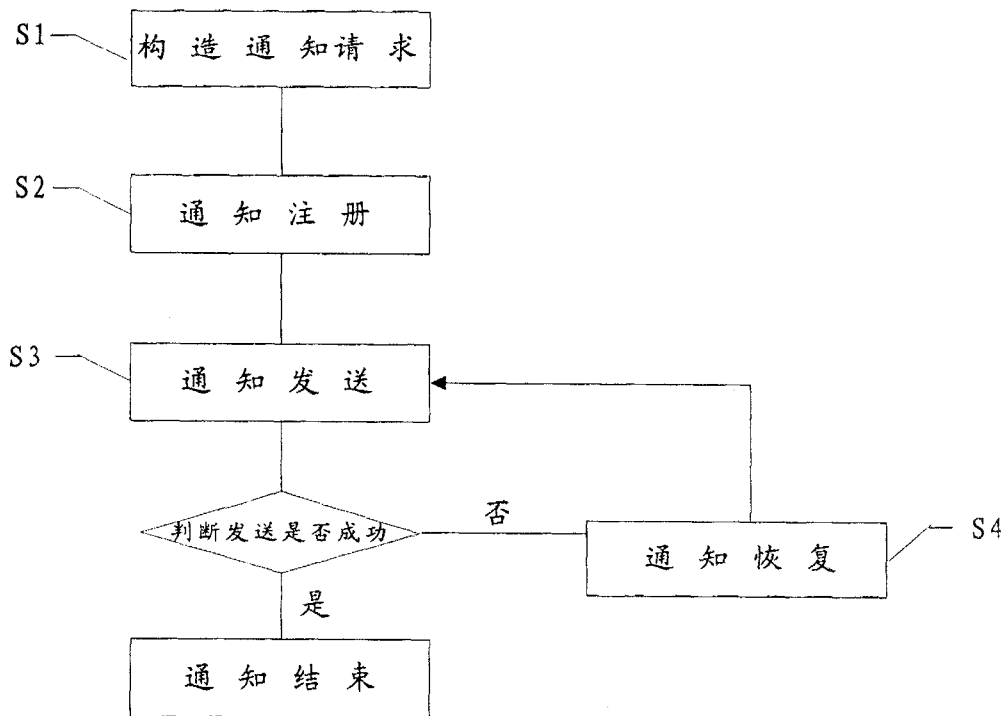 S1
构造通知请求
S2
通知注册
S3
通知发送
判断发送是否成功
否
通知恢复
S4
是
通知结束